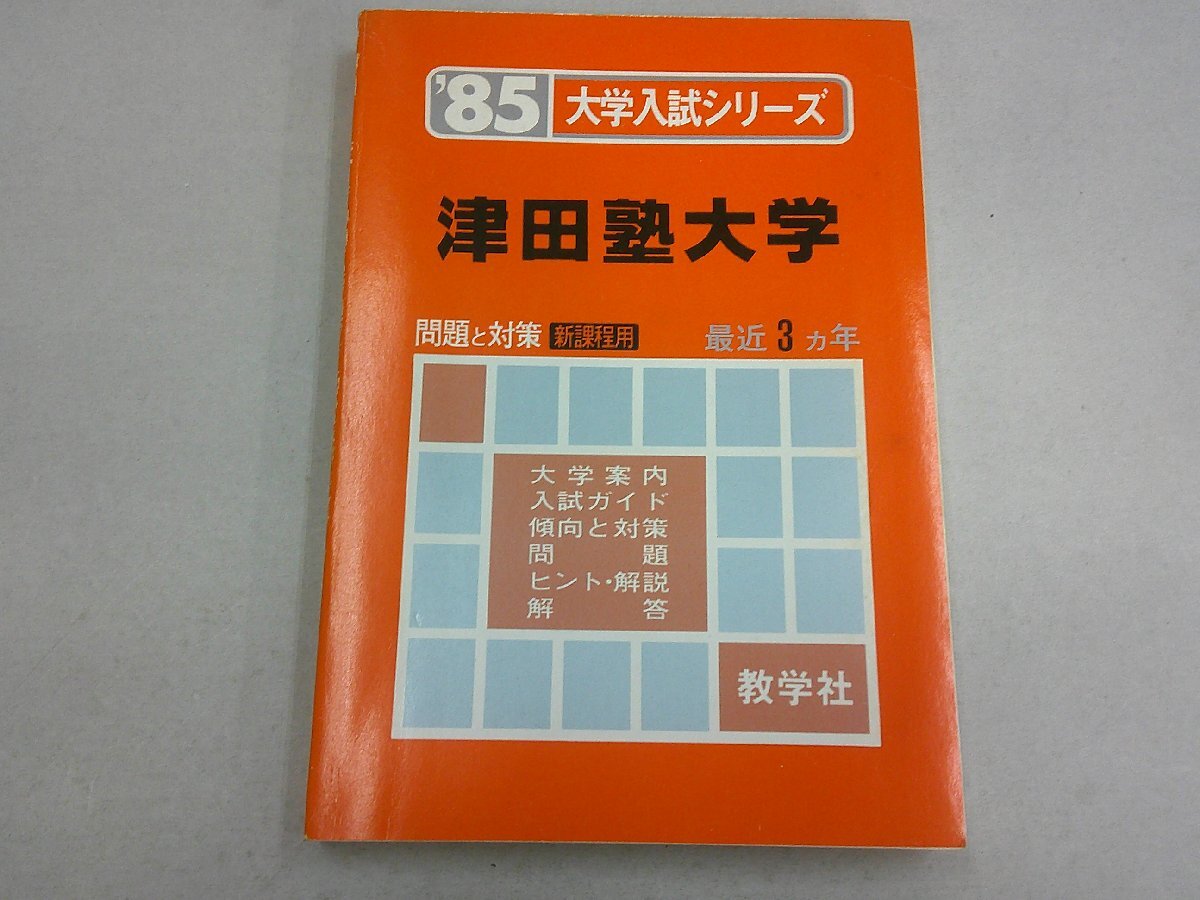 '85 大学入試シリーズ
津田塾大学
問題と対策 新課程用 最近3ヵ年
大学案内
入試ガイド
傾向と対策
問題
ヒント・解説
解答
教学社